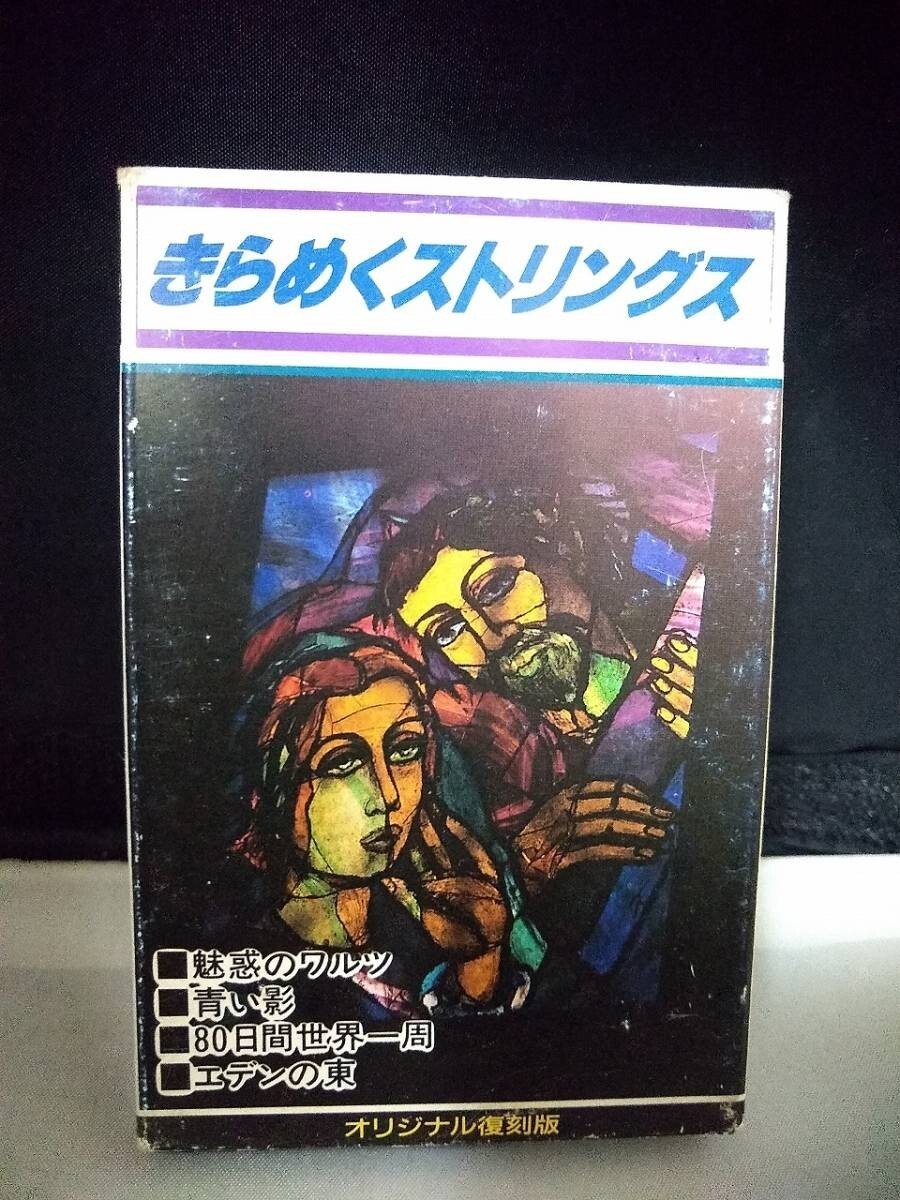 きらめくストリングス
■魅惑のワルツ
■青い影
■80日間世界一周
■エデンの東
オリジナル復刻版